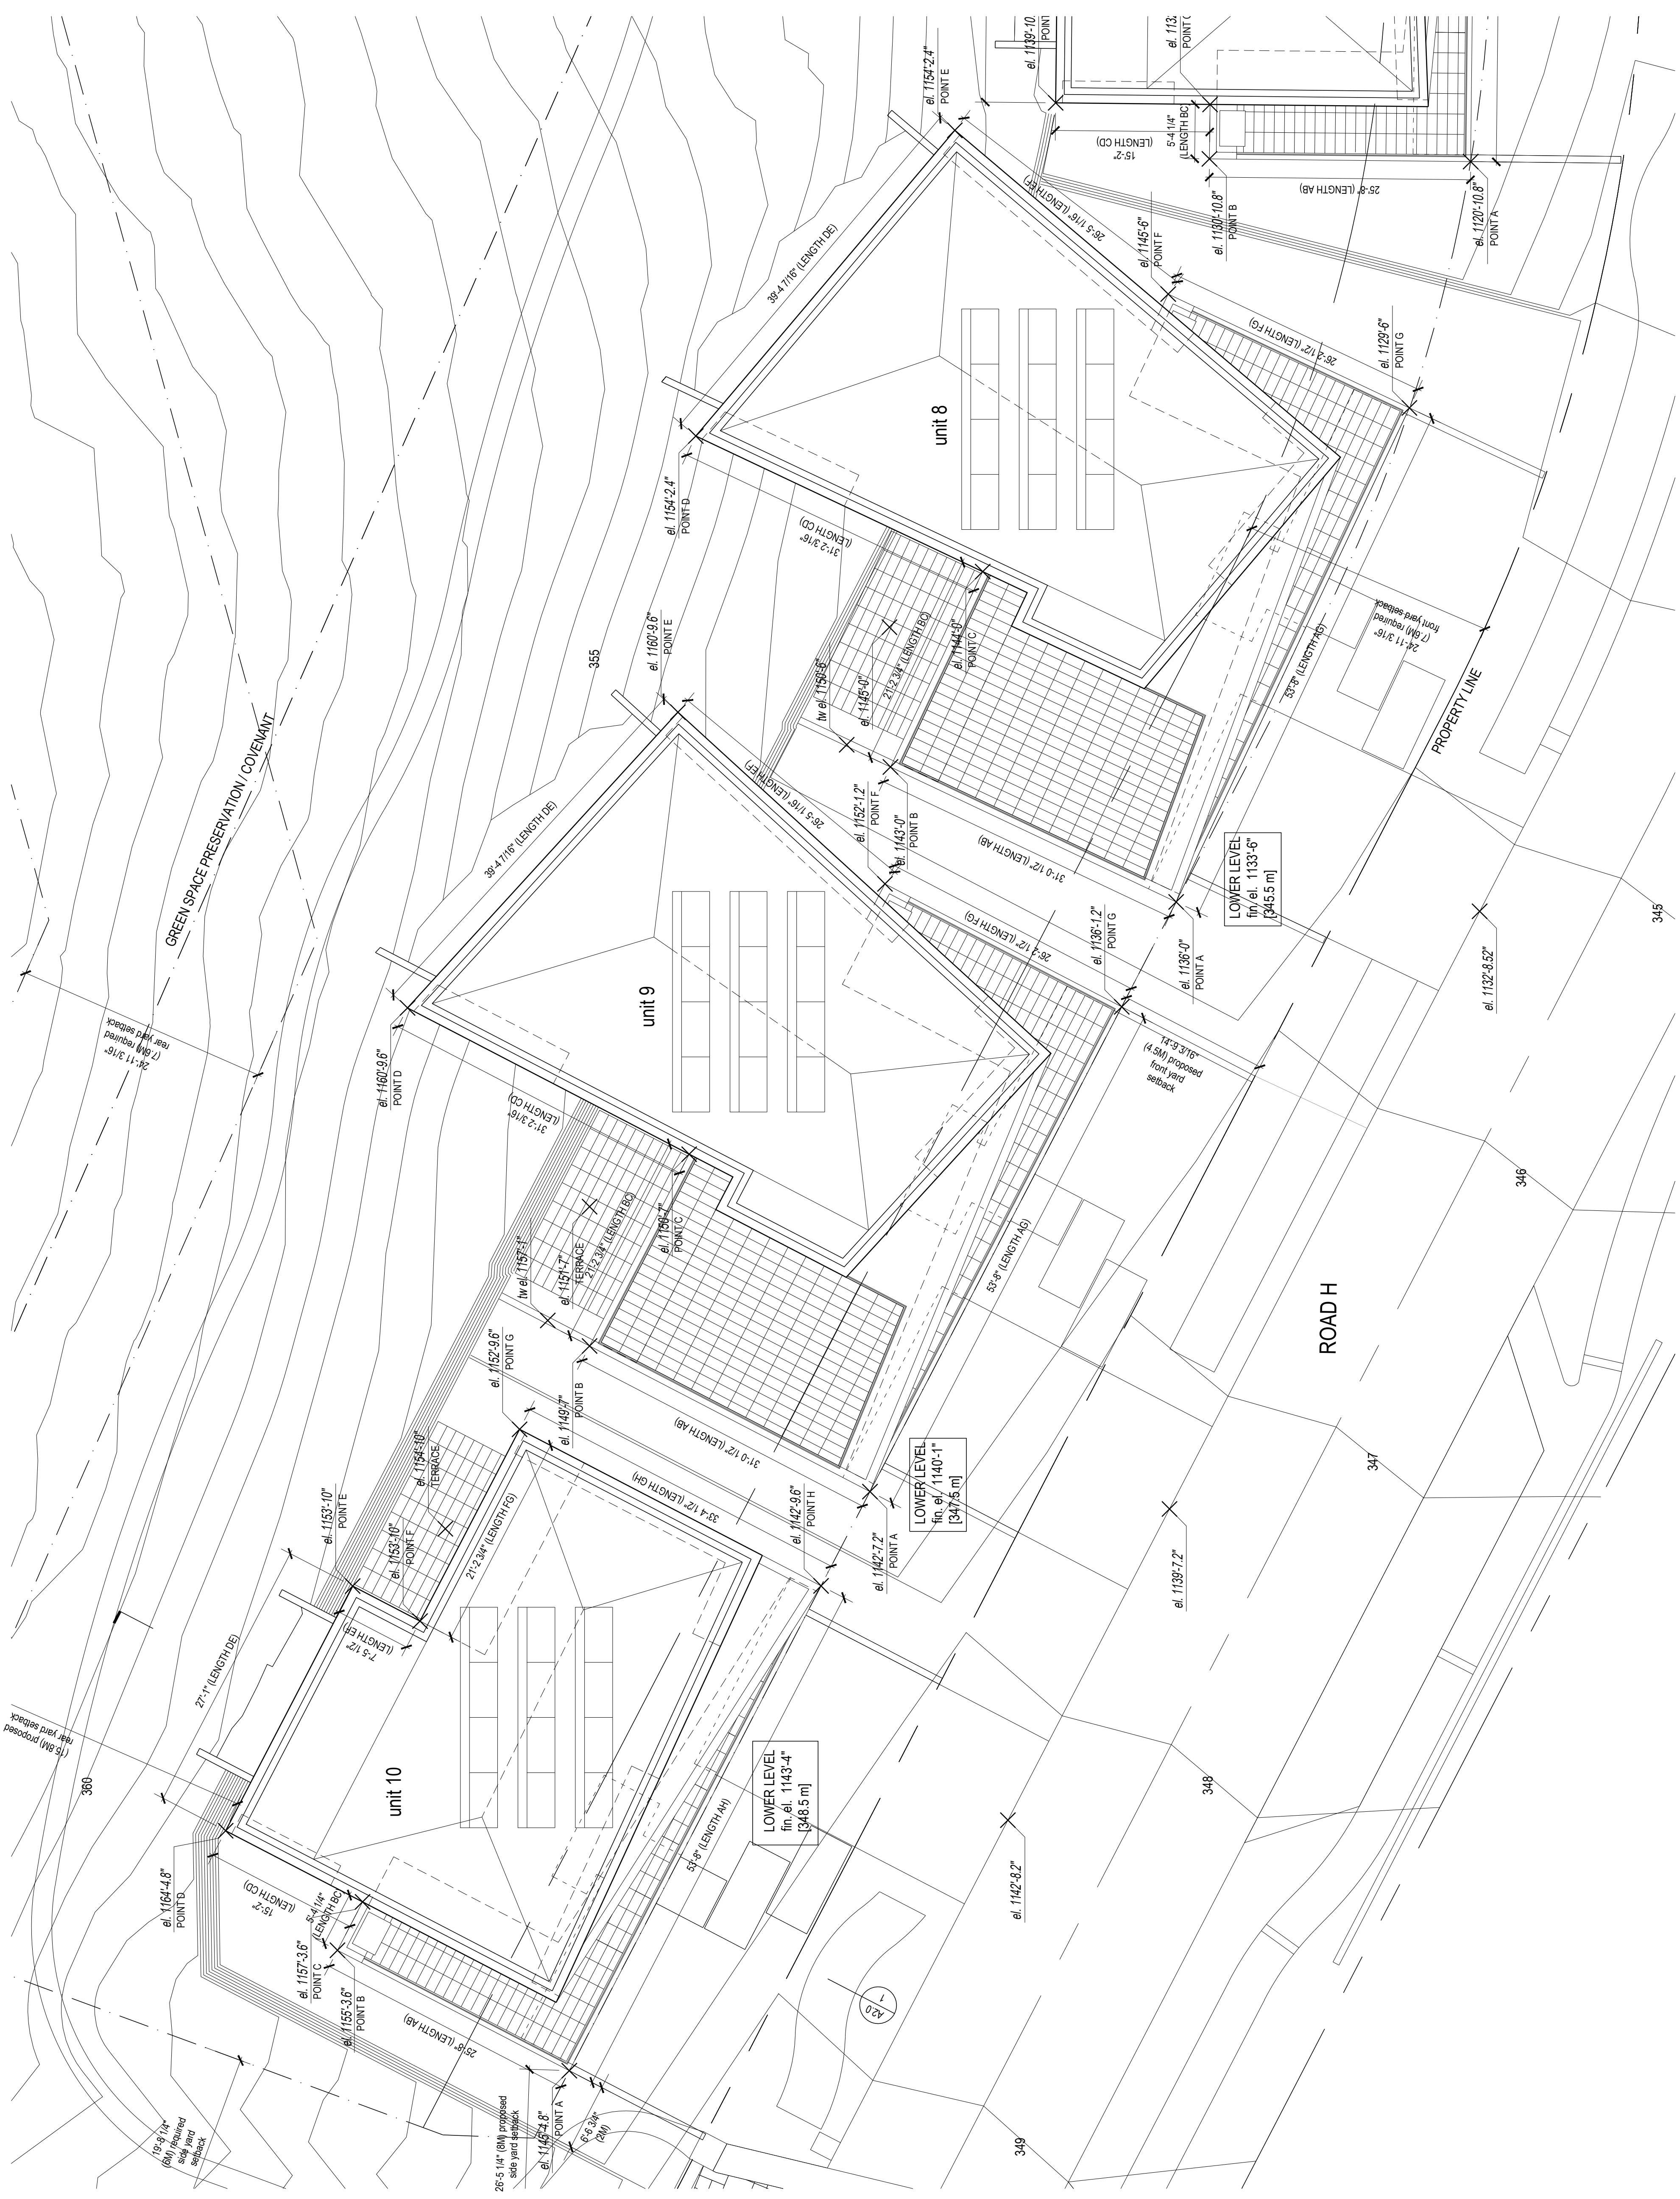 el. 1154'-2.4"
POINT E
el. 1139'-10.
POINT
el. 113
POINT
5'-4 1/4"
(LENGTH BC)
15'-2"
(LENGTH CD)
25'-8" (LENGTH AB)
el. 1130'-10.8"
POINT B
el. 1120'-10.8"
POINT A
39'-4 7/16" (LENGTH DE)
26'-5 1/16" (LENGTH EF)
el. 1145'-6"
POINT F
26'-2 1/2" (LENGTH FG)
el. 1129'-6"
POINT G
unit 8
el. 1154'-2.4"
POINT D
31'-2 3/16"
(LENGTH CD)
tw el. 1150'-6"
el. 1145'-0"
21'-2 3/4" (LENGTH BC)
el. 1144'-0"
POINT C
24'-11 3/16"
(7.6M) required
front yard setback
53'-8" (LENGTH AG)
PROPERTY LINE
355
el. 1160'-9.6"
POINT E
GREEN SPACE PRESERVATION / COVENANT
39'-4 7/16" (LENGTH DE)
26'-5 1/16" (LENGTH EF)
el. 1152'-1.2"
POINT F
el. 1143'-0"
POINT B
31'-0 1/2" (LENGTH AB)
LOWER LEVEL
fin. el. 1133'-6"
[345.5 m]
345
el. 1136'-0"
POINT A
el. 1132'-8.52"
26'-2 1/2" (LENGTH FG)
el. 1136'-1.2"
POINT G
unit 9
24'-11 3/16"
(7.6M) required
rear yard setback
el. 1160'-9.6"
POINT D
31'-2 3/16"
(LENGTH CD)
14'-9 3/16"
(4.5M) proposed
front yard
setback
346
tw el. 1157'-1"
el. 1151'-7"
TERRACE
21'-2 3/4" (LENGTH BC)
el. 1150'-7"
POINT C
53'-8" (LENGTH AG)
ROAD H
el. 1152'-9.6"
POINT G
el. 1149'-7"
POINT B
31'-0 1/2" (LENGTH AB)
LOWER LEVEL
fin. el. 1140'-1"
[347.5 m]
347
el. 1154'-10"
TERRACE
el. 1153'-10"
POINT E
el. 1153'-10"
POINT F
21'-2 3/4" (LENGTH FG)
33'-4 1/2" (LENGTH GH)
el. 1142'-9.6"
POINT H
el. 1142'-7.2"
POINT A
el. 1139'-7.2"
7'-5 1/2"
(LENGTH EF)
27'-1" (LENGTH DE)
(15.8M) proposed
rear yard setback
360
unit 10
LOWER LEVEL
fin. el. 1143'-4"
[348.5 m]
348
53'-8" (LENGTH AH)
el. 1142'-8.2"
el. 1164'-4.8"
POINT D
15'-2"
(LENGTH CD)
5'-4 1/4"
(LENGTH BC)
el. 1157'-3.6"
POINT C
el. 1155'-3.6"
POINT B
25'-8" (LENGTH AB)
1
A2.0
19'-8 1/4"
(6M) required
side yard
setback
26'-5 1/4" (8M) proposed
side yard setback
el. 1145'-4.8"
POINT A
6'-6 3/4"
(2M)
349